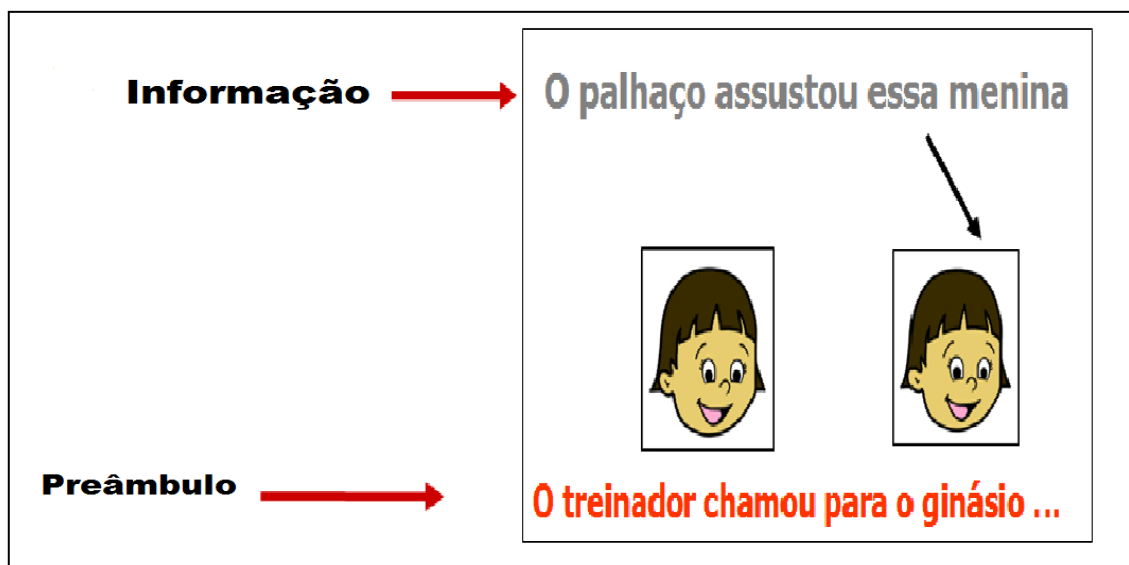 Informação
O palhaço assustou essa menina
Preâmbulo
O treinador chamou para o ginásio ...